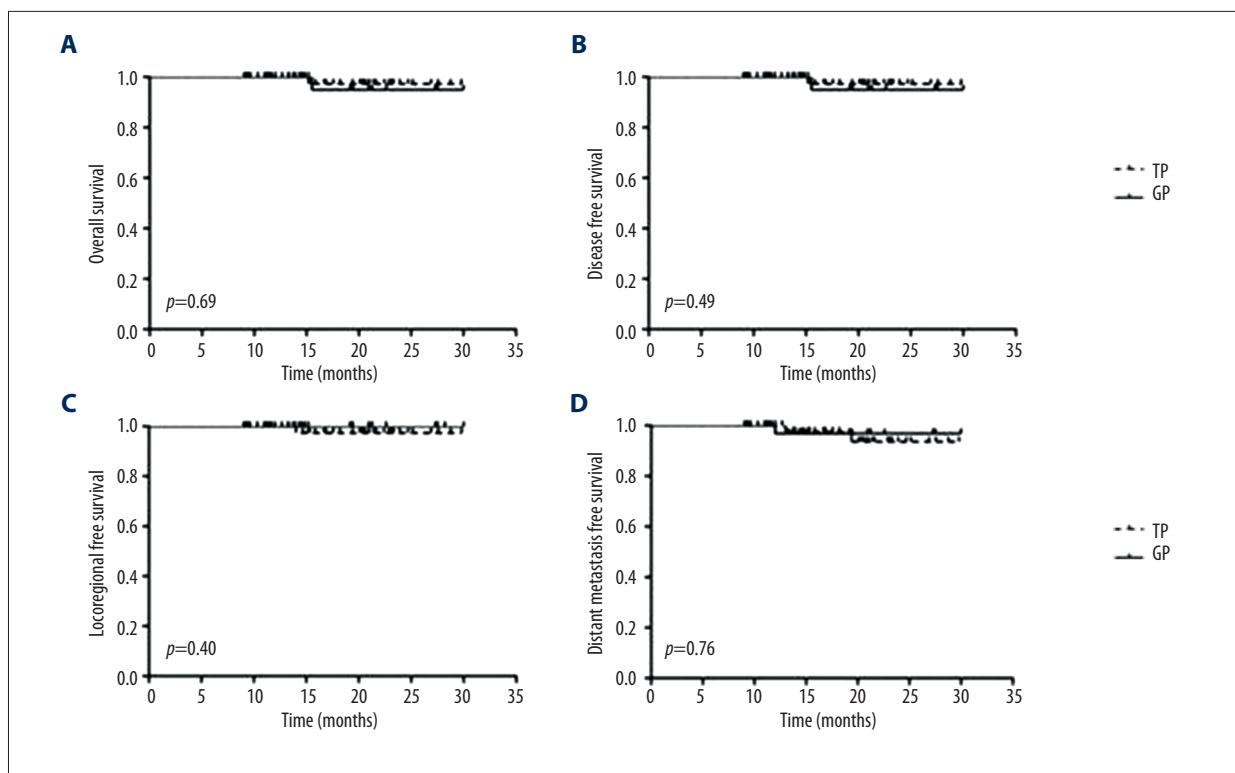 A
Overall survival
1.0
0.8
0.6
0.4
0.2
0.0
p=0.69
0 5 10 15 20 25 30 35
Time (months)
B
Disease free survival
1.0
0.8
0.6
0.4
0.2
0.0
p=0.49
0 5 10 15 20 25 30 35
Time (months)
TP
GP
C
Locoregional free survival
1.0
0.8
0.6
0.4
0.2
0.0
p=0.40
0 5 10 15 20 25 30 35
Time (months)
D
Distant metastasis free survival
1.0
0.8
0.6
0.4
0.2
0.0
p=0.76
0 5 10 15 20 25 30 35
Time (months)
TP
GP